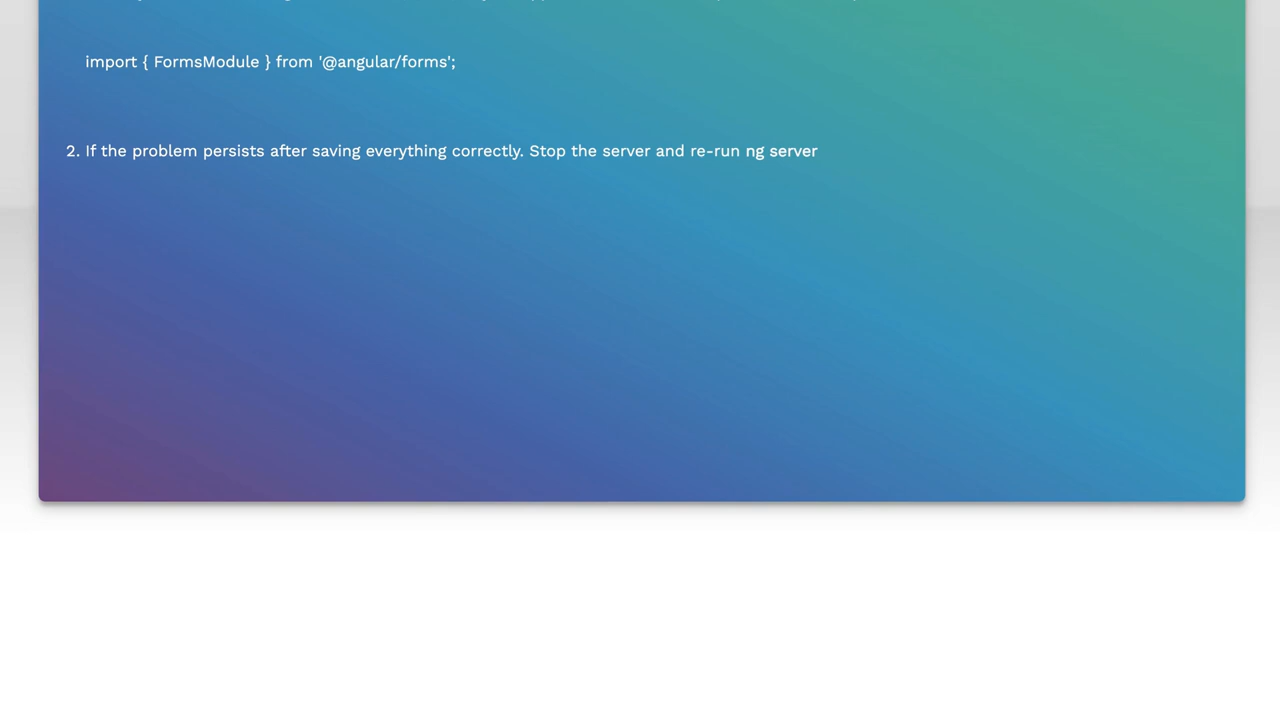 import { FormsModule } from '@angular/forms';
2. If the problem persists after saving everything correctly. Stop the server and re-run ng server